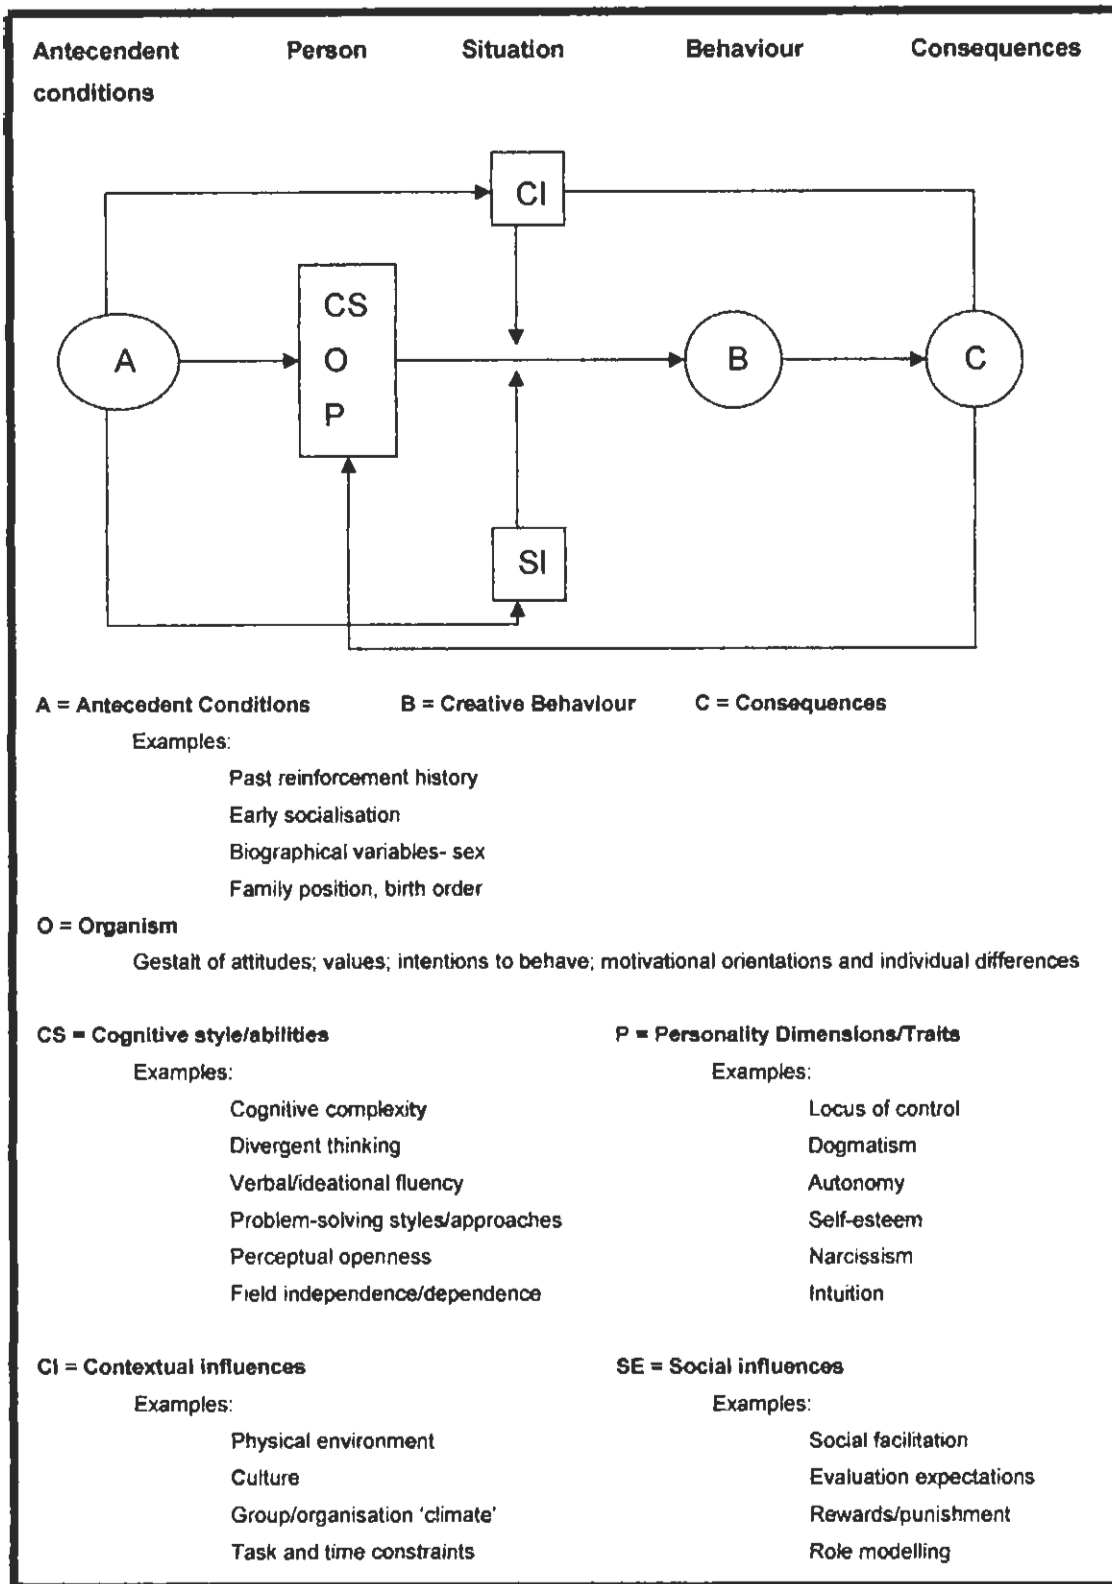 Antecendent Person Situation Behaviour Consequences
conditions
CI
CS
A O B C
P
SI
A = Antecedent Conditions B = Creative Behaviour C = Consequences
Examples:
Past reinforcement history
Early socialisation
Biographical variables- sex
Family position, birth order
O = Organism
Gestalt of attitudes; values; intentions to behave; motivational orientations and individual differences
CS = Cognitive style/abilities P = Personality Dimensions/Traits
Examples: Examples:
Cognitive complexity Locus of control
Divergent thinking Dogmatism
Verbal/ideational fluency Autonomy
Problem-solving styles/approaches Self-esteem
Perceptual openness Narcissism
Field independence/dependence Intuition
CI = Contextual influences SE = Social influences
Examples: Examples:
Physical environment Social facilitation
Culture Evaluation expectations
Group/organisation 'climate' Rewards/punishment
Task and time constraints Role modelling